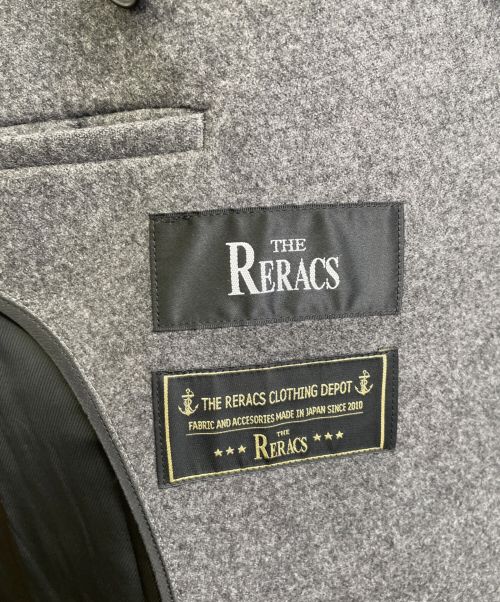 THE
RERACS
THE RERACS CLOTHING DEPOT
FABRIC AND ACCESORIES MADE IN JAPAN SINCE 2010
THE
RERACS